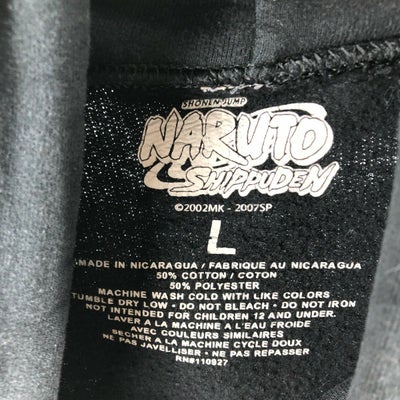 SHONEN JUMP
NARUTO
SHIPPUDEN
©2002MK - 2007SP
L
MADE IN NICARAGUA / FABRIQUE AU NICARAGUA
50% COTTON / COTON
50% POLYESTER
MACHINE WASH COLD WITH LIKE COLORS
TUMBLE DRY LOW • DO NOT BLEACH • DO NOT IRON
NOT INTENDED FOR CHILDREN 12 AND UNDER.
LAVER A LA MACHINE A L'EAU FROIDE
AVEC COULEURS SIMILAIRES
SECHER A LA MACHINE CYCLE DOUX
NE PAS JAVELLISER • NE PAS REPASSER
RN#110927